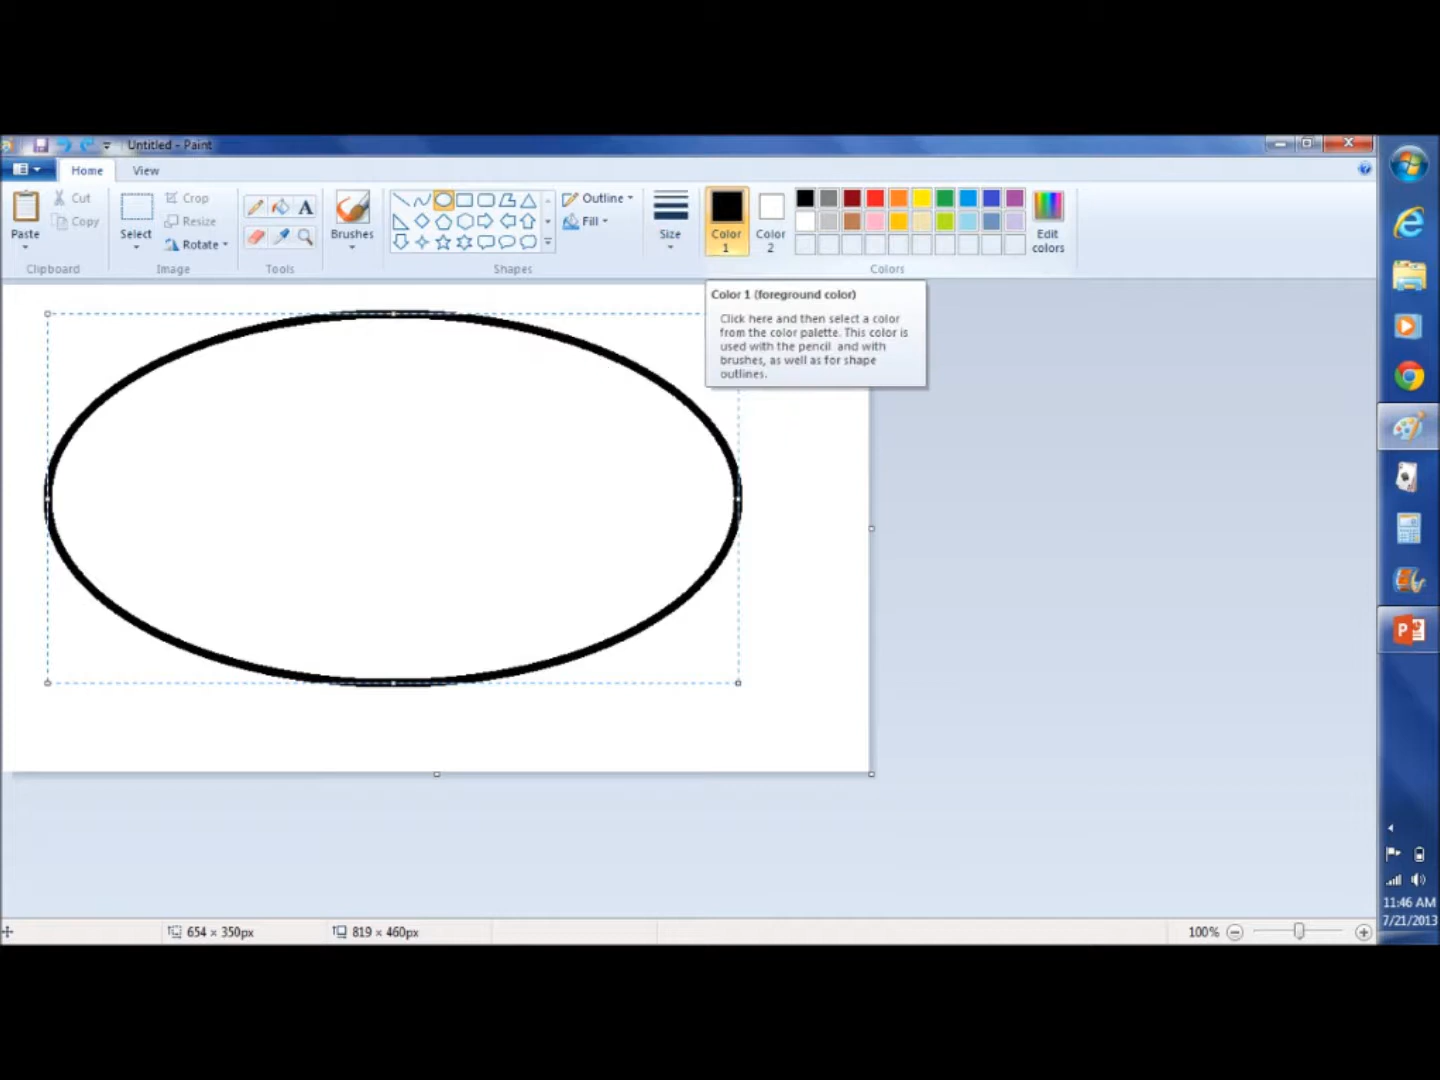 Untitled - Paint
Home View
Paste
Cut
Copy
Clipboard
Select
Crop
Resize
Rotate
Image
A
Tools
Brushes
Outline
Fill
Shapes
Size
Color 1
Color 2
Edit colors
Colors
Color 1 (foreground color)
Click here and then select a color
from the color palette. This color is
used with the pencil and with
brushes, as well as for shape
outlines.
654 × 350px
819 × 460px
100%
11:46 AM
7/21/2013